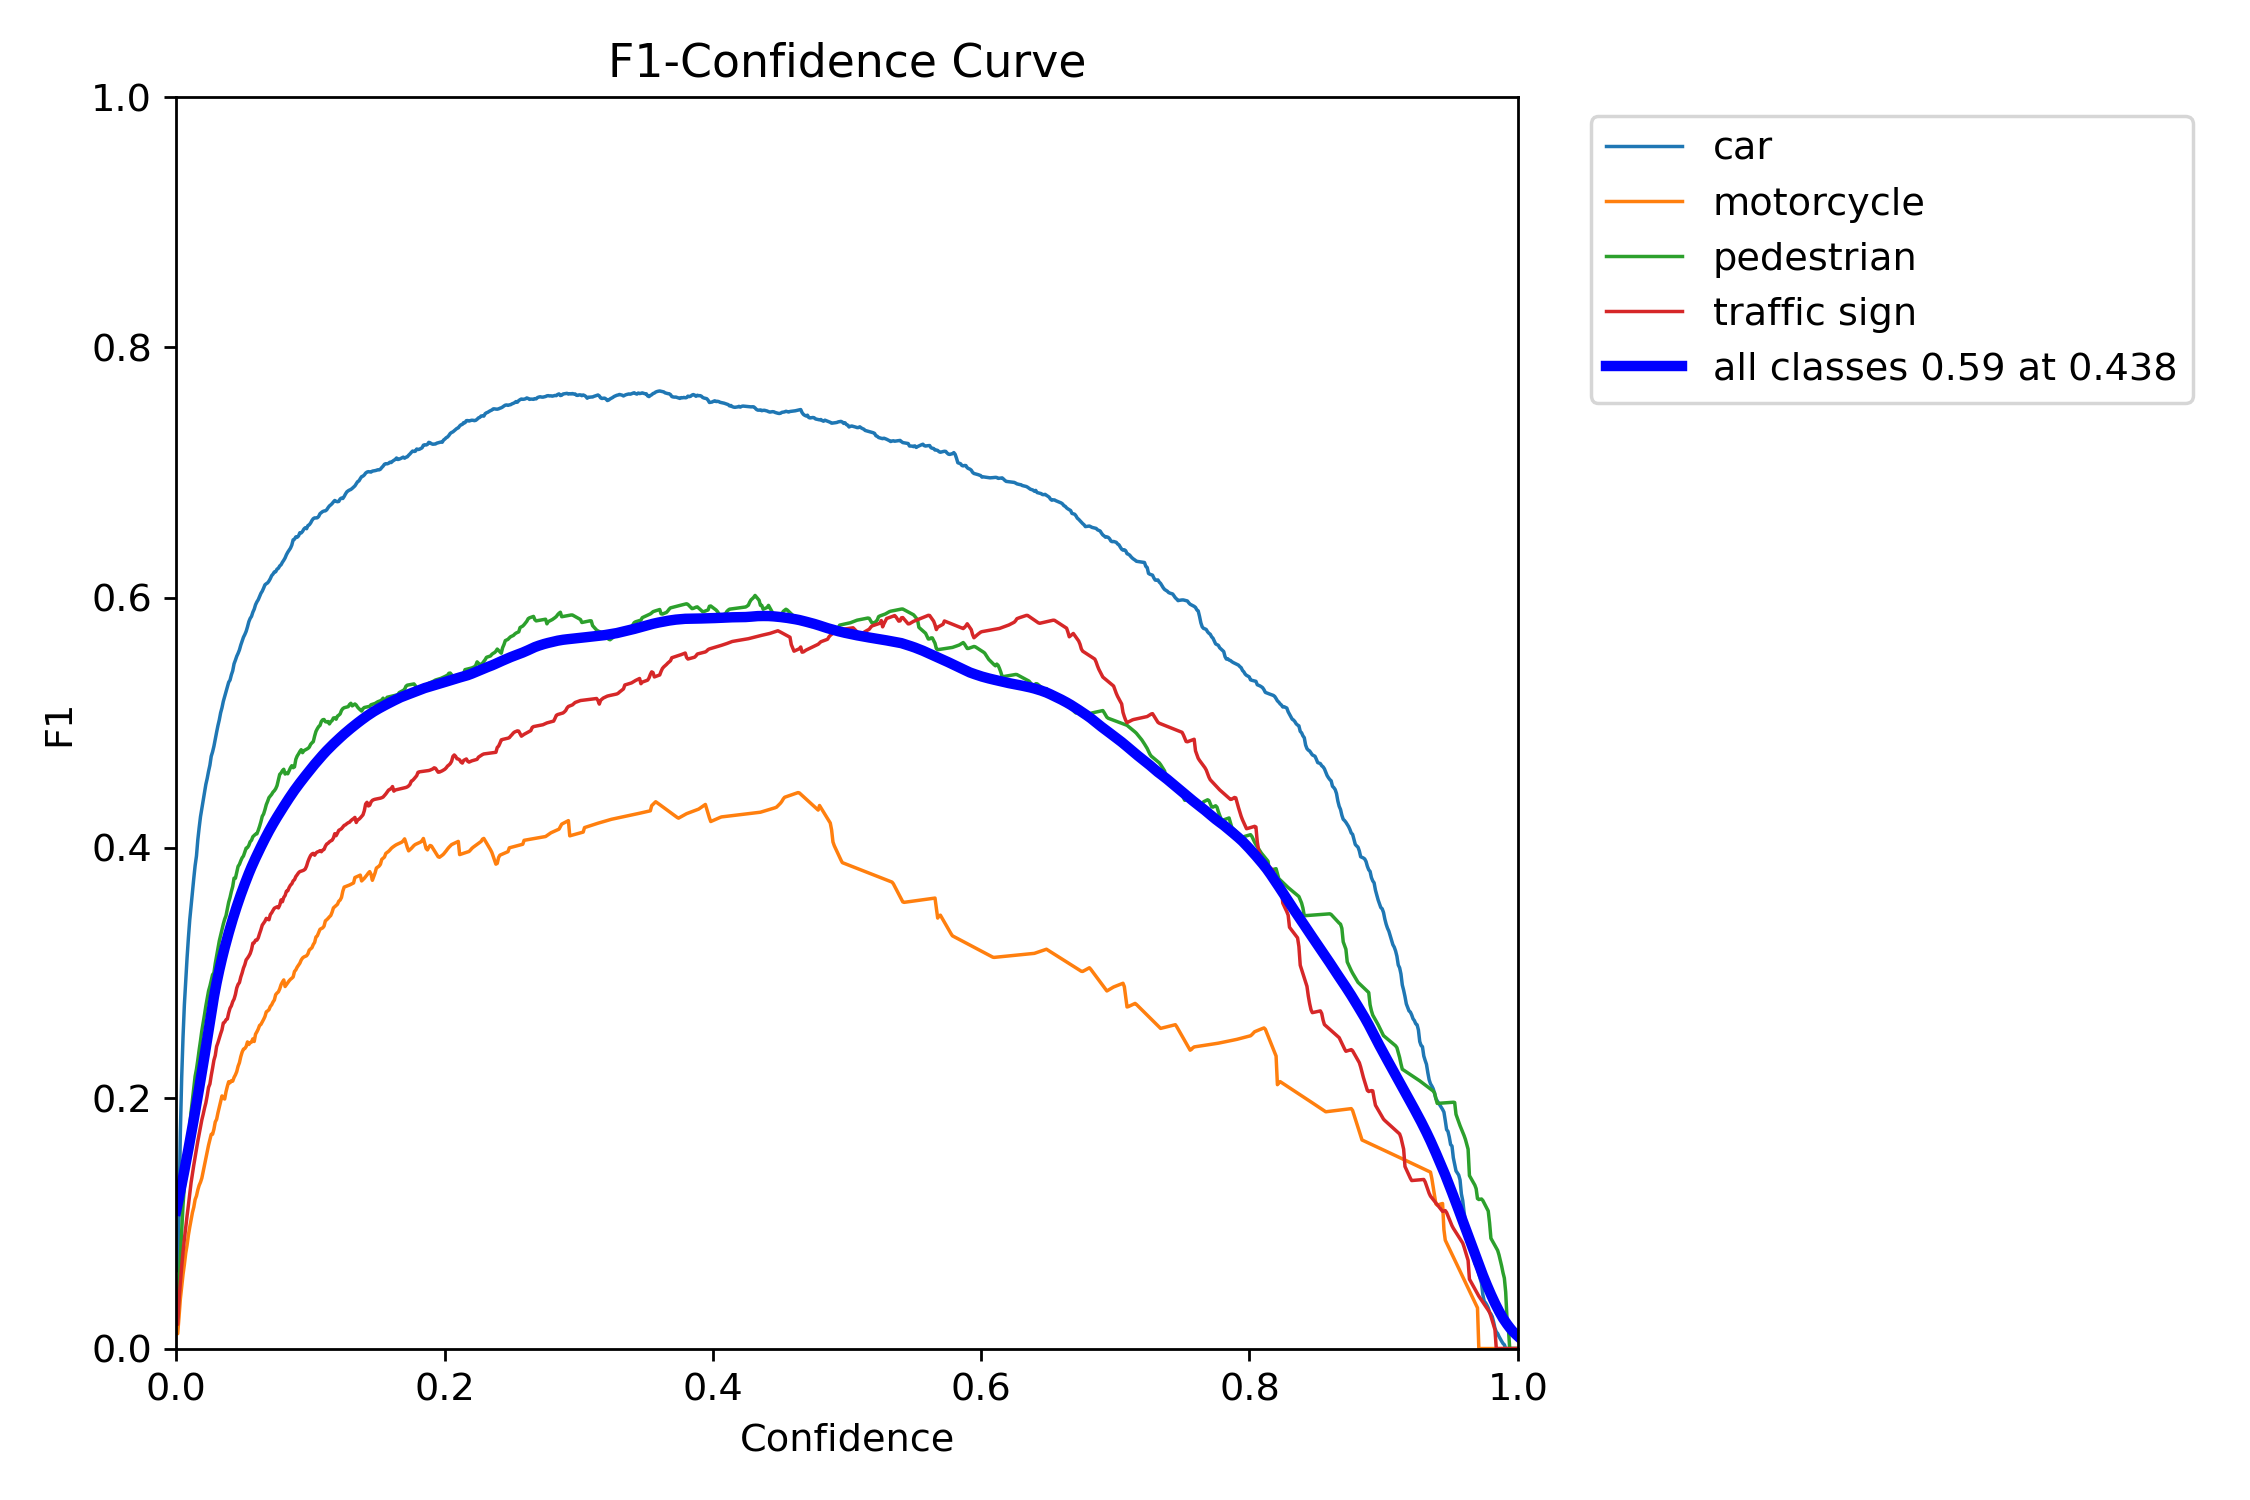 F1-Confidence Curve
1.0
0.8
0.6
0.4
0.2
0.0
F1
0.0 0.2 0.4 0.6 0.8 1.0
Confidence
car
motorcycle
pedestrian
traffic sign
all classes 0.59 at 0.438